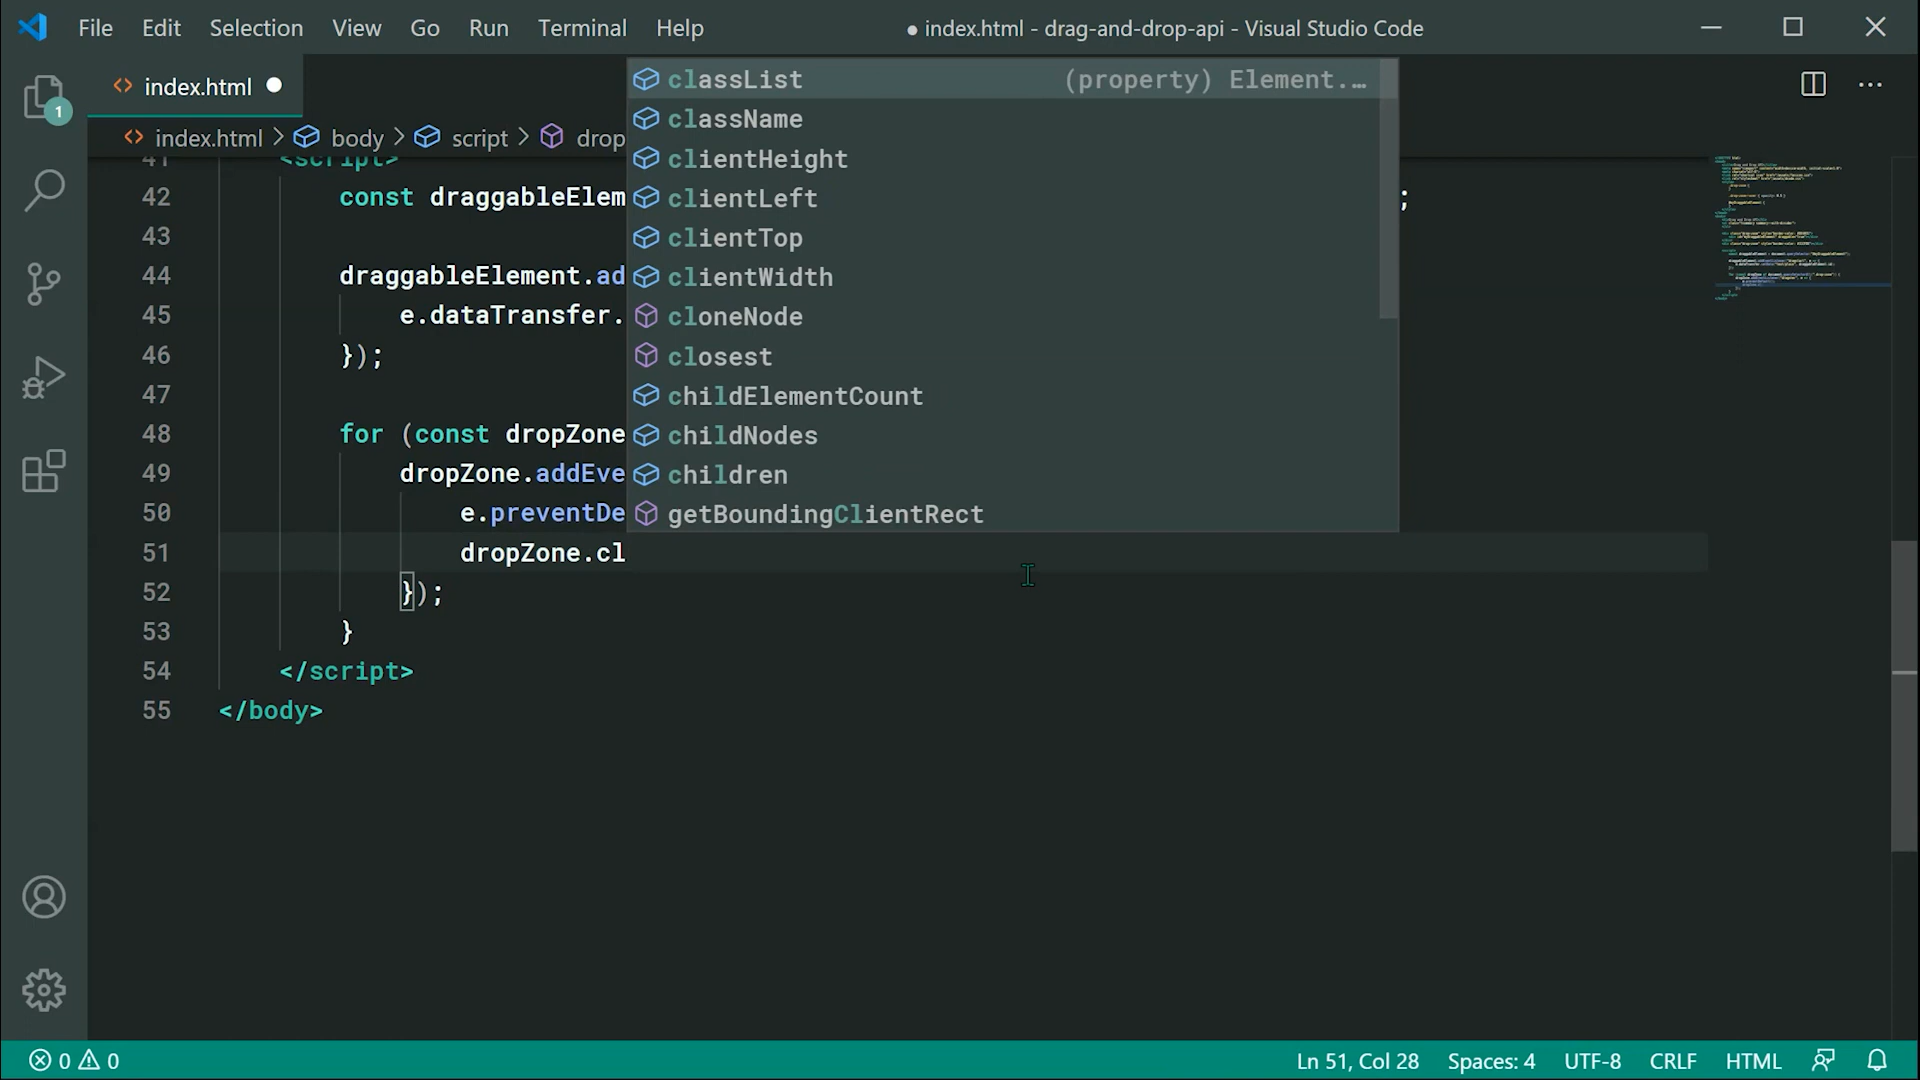 File Edit Selection View Go Run Terminal Help
● index.html - drag-and-drop-api - Visual Studio Code
1
index.html
index.html > body > script > drop
classList (property) Element.…
className
clientHeight
clientLeft
clientTop
clientWidth
cloneNode
closest
childElementCount
childNodes
children
getBoundingClientRect
41 <script>
42 const draggableElem ;
43
44 draggableElement.ad
45 e.dataTransfer.
46 });
47
48 for (const dropZone
49 dropZone.addEve
50 e.preventDe
51 dropZone.cl
52 });
53 }
54 </script>
55 </body>
0 0
Ln 51, Col 28 Spaces: 4 UTF-8 CRLF HTML